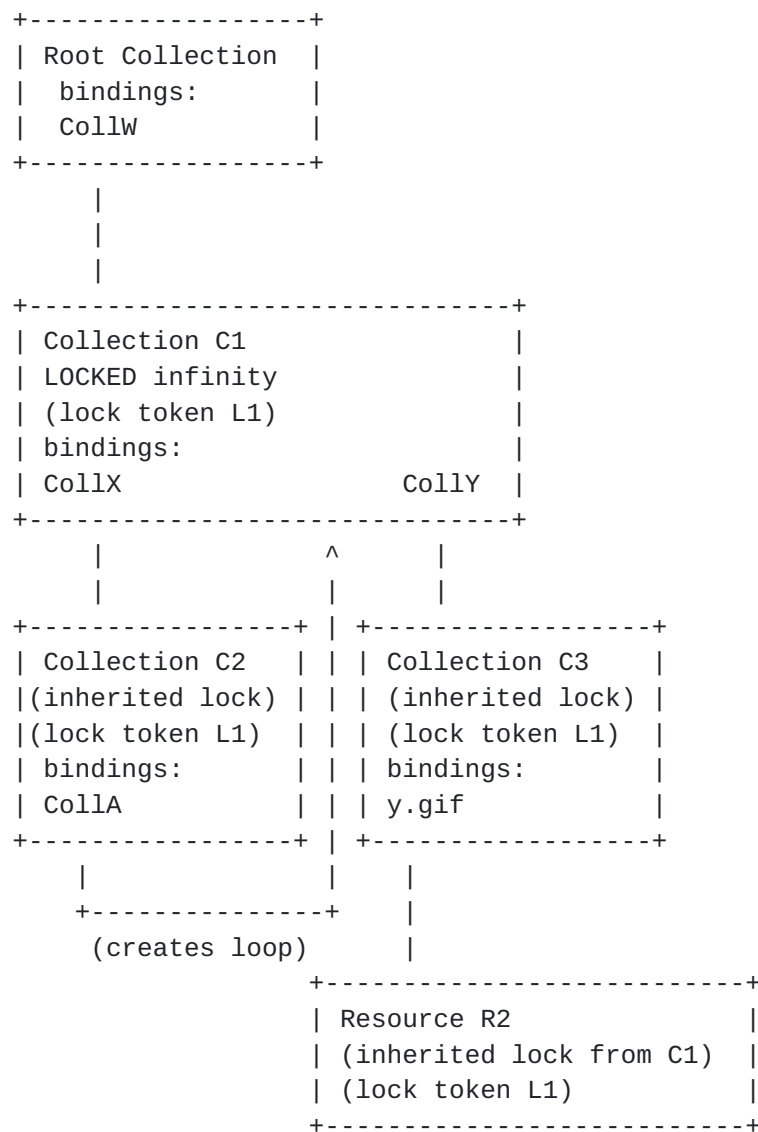 Root Collection
bindings:
CollW
Collection C1
LOCKED infinity
(lock token L1)
bindings:
CollX CollY
Collection C2
(inherited lock)
(lock token L1)
bindings:
CollA
Collection C3
(inherited lock)
(lock token L1)
bindings:
y.gif
(creates loop)
Resource R2
(inherited lock from C1)
(lock token L1)